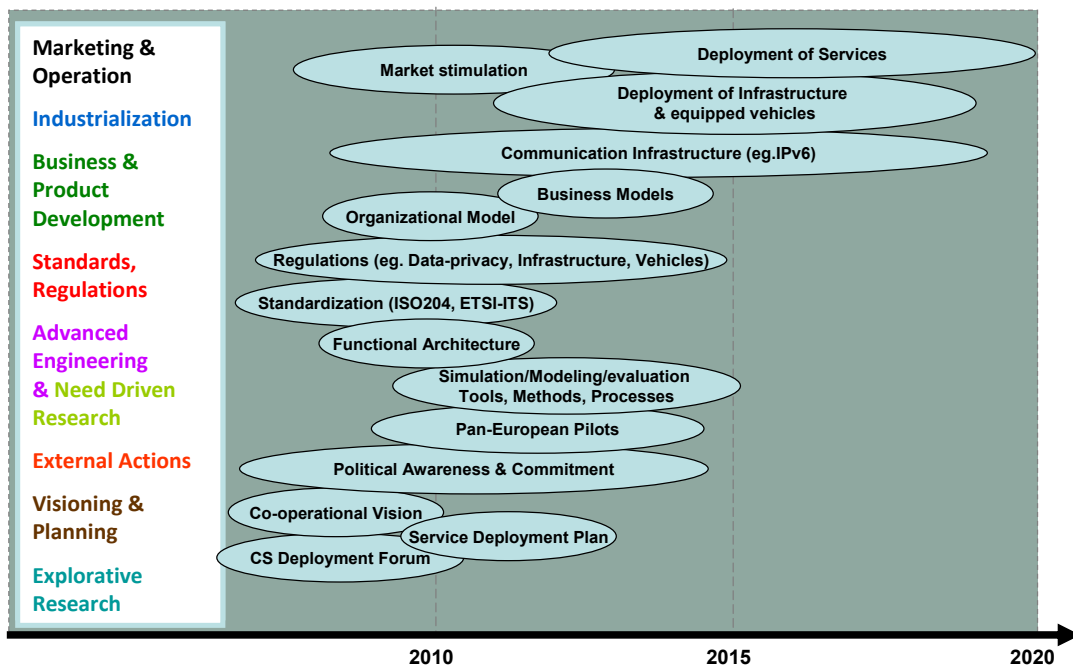 Marketing &
Operation
Industrialization
Business &
Product
Development
Standards,
Regulations
Advanced
Engineering
& Need Driven
Research
External Actions
Visioning &
Planning
Explorative
Research
Deployment of Services
Market stimulation
Deployment of Infrastructure
& equipped vehicles
Communication Infrastructure (eg.IPv6)
Business Models
Organizational Model
Regulations (eg. Data-privacy, Infrastructure, Vehicles)
Standardization (ISO204, ETSI-ITS)
Functional Architecture
Simulation/Modeling/evaluation
Tools, Methods, Processes
Pan-European Pilots
Political Awareness & Commitment
Co-operational Vision
Service Deployment Plan
CS Deployment Forum
2010
2015
2020